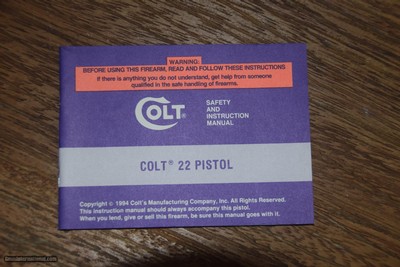 WARNING:
BEFORE USING THIS FIREARM, READ AND FOLLOW THESE INSTRUCTIONS
If there is anything you do not understand, get help from someone
qualified in the safe handling of firearms.
COLT®
SAFETY
AND
INSTRUCTION
MANUAL
COLT® 22 PISTOL
Copyright © 1994 Colt's Manufacturing Company, Inc. All Rights Reserved.
This instruction manual should always accompany this pistol.
When you lend, give or sell this firearm, be sure this manual goes with it.